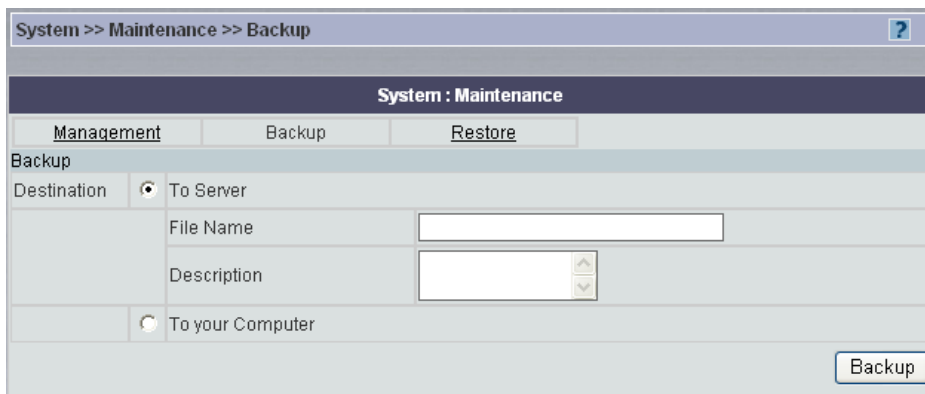 System >> Maintenance >> Backup ?
System : Maintenance
Management Backup Restore
Backup
Destination To Server
File Name
Description
To your Computer
Backup